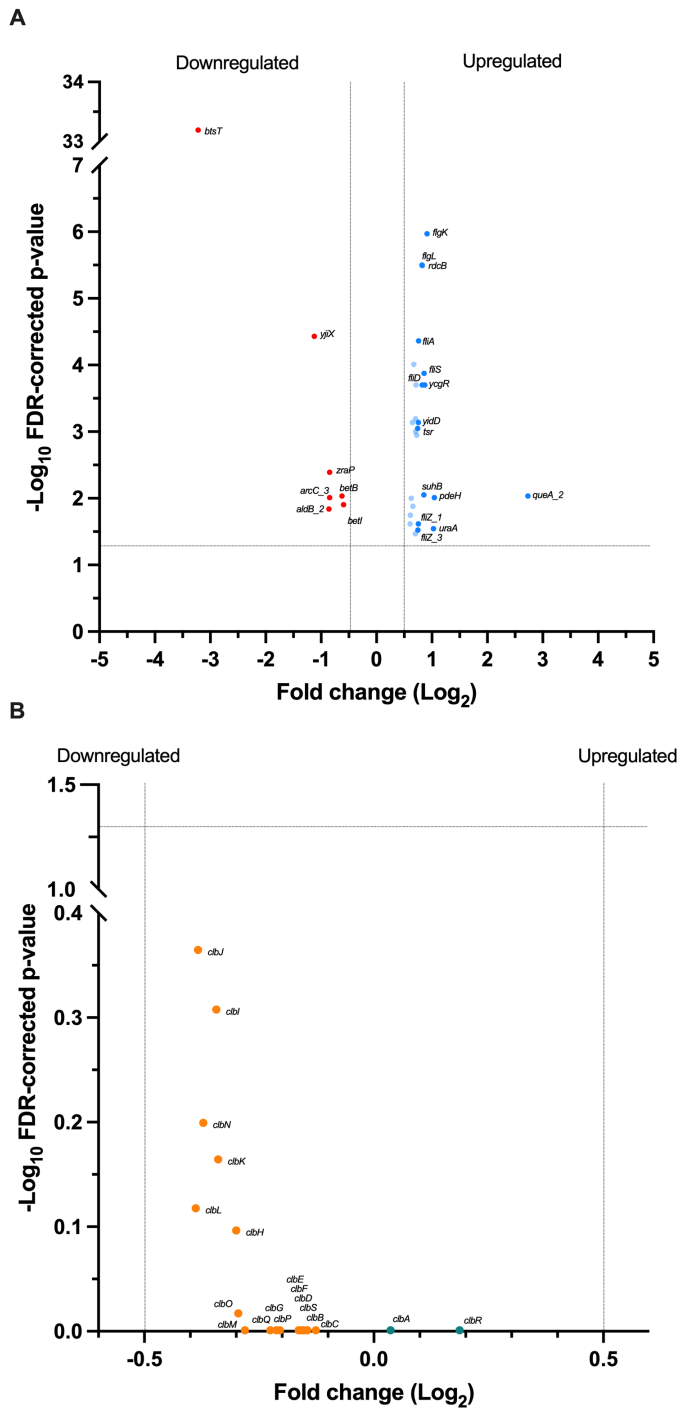 A
Downregulated
Upregulated
34
btsT
33
7
flgK
6
flgL
rdcB
5
yjiX
fliA
4
fliS
fliD
ycgR
3
yidD
tsr
zraP
2
arcC_3
betB
suhB
pdeH
queA_2
aldB_2
betI
fliZ_1
uraA
fliZ_3
1
0
-Log10 FDR-corrected p-value
-5 -4 -3 -2 -1 0 1 2 3 4 5
Fold change (Log2)
B
Downregulated
Upregulated
1.5
1.0
0.4
clbJ
0.3
clbI
0.2
clbN
clbK
clbL
0.1
clbH
clbE
clbF
clbD
clbO
clbG
clbS
clbM
clbQ
clbP
clbB
clbC
clbA
clbR
0.0
-Log10 FDR-corrected p-value
-0.5 0.0 0.5
Fold change (Log2)